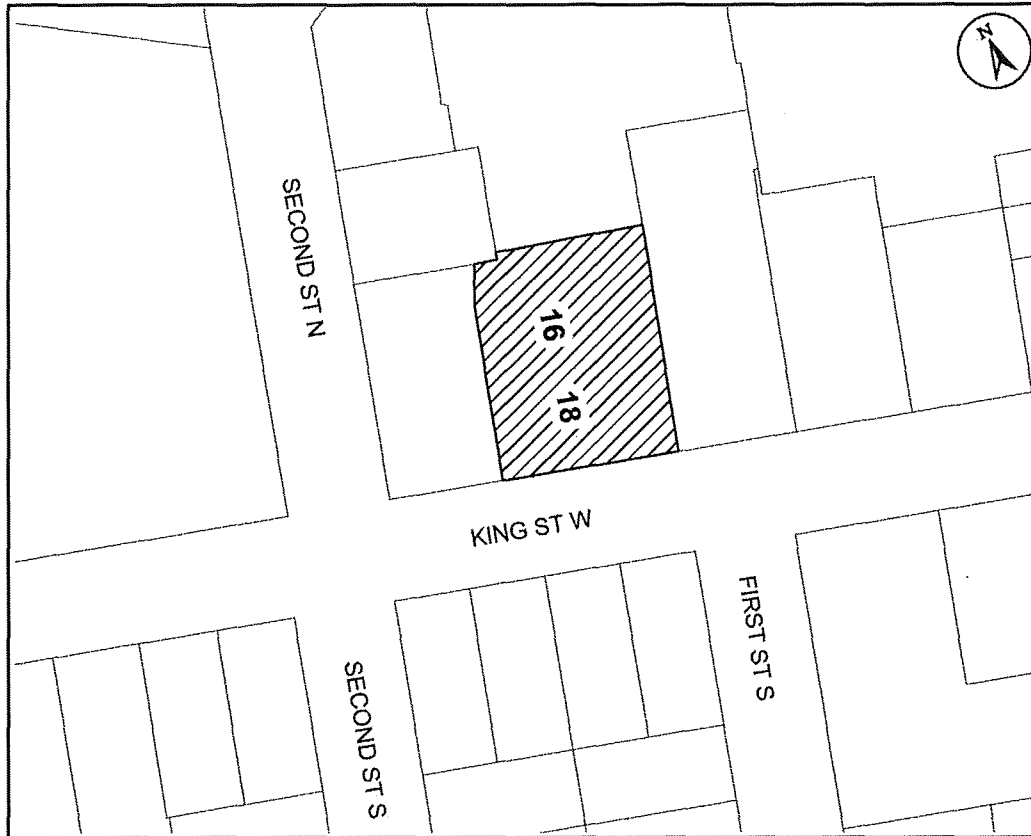 N
SECOND ST N
16
18
KING ST W
FIRST ST S
SECOND ST S